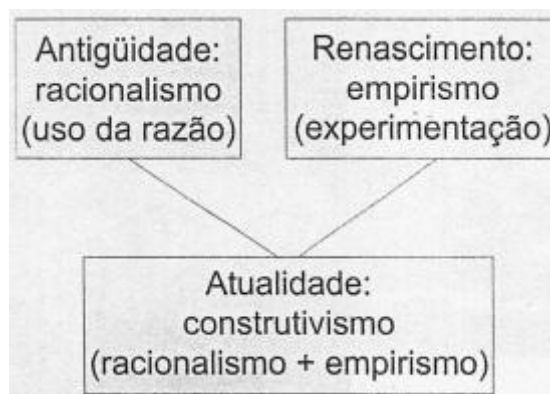 Antigüidade:
racionalismo
(uso da razão)
Renascimento:
empirismo
(experimentação)
Atualidade:
construtivismo
(racionalismo + empirismo)